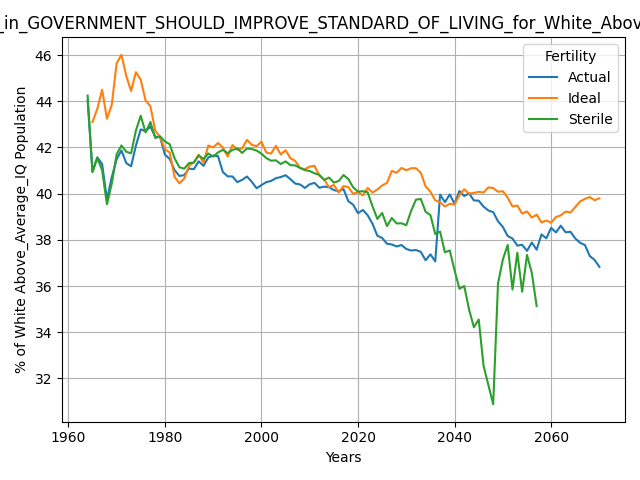 _in_GOVERNMENT_SHOULD_IMPROVE_STANDARD_OF_LIVING_for_White_Abov
Fertility
Actual
Ideal
Sterile
% of White Above_Average_IQ Population
46
44
42
40
38
36
34
32
1960
1980
2000
2020
2040
2060
Years